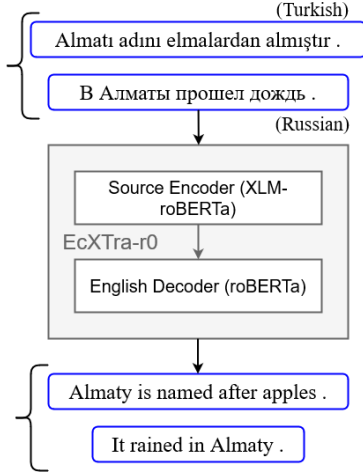 (Turkish)
Almatı adını elmalardan almıştır .
В Алматы прошел дождь .
(Russian)
Source Encoder (XLM-
roBERTa)
EcXTra-r0
English Decoder (roBERTa)
Almaty is named after apples .
It rained in Almaty .